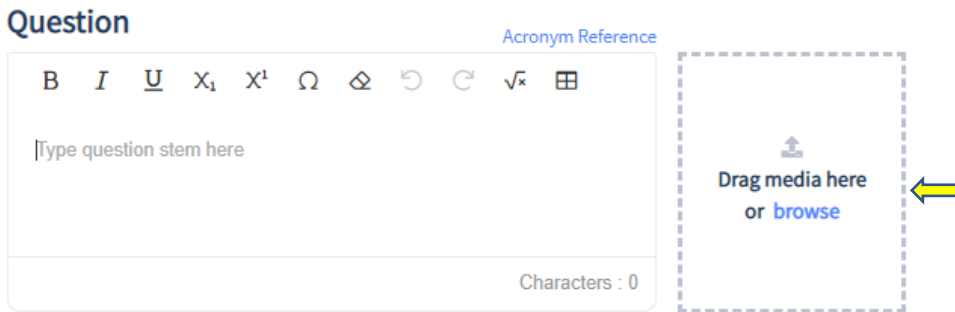 Question
Acronym Reference
B I U X₁ X¹ Ω √x
Type question stem here
Characters : 0
Drag media here
or browse